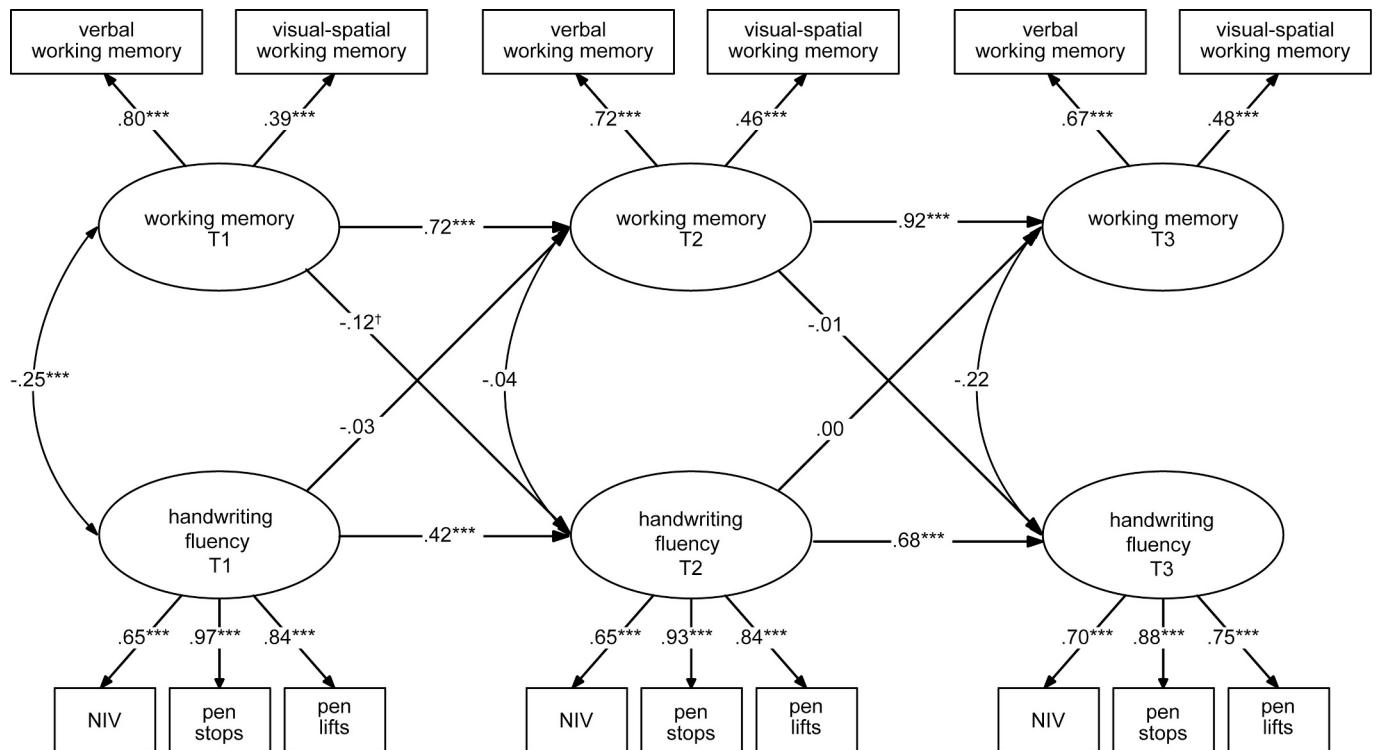 verbal
working memory
visual-spatial
working memory
verbal
working memory
visual-spatial
working memory
verbal
working memory
visual-spatial
working memory
.80***
.39***
.72***
.46***
.67***
.48***
working memory
T1
.72***
working memory
T2
.92***
working memory
T3
-.12†
-.01
-.25***
-.04
-.22
-.03
.00
handwriting
fluency
T1
.42***
handwriting
fluency
T2
.68***
handwriting
fluency
T3
.65***
.97***
.84***
.65***
.93***
.84***
.70***
.88***
.75***
NIV
pen
stops
pen
lifts
NIV
pen
stops
pen
lifts
NIV
pen
stops
pen
lifts